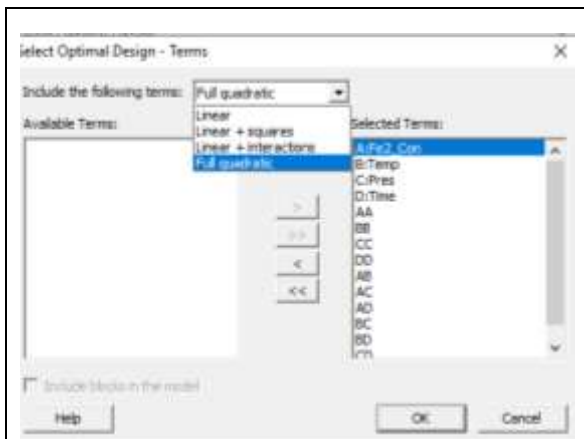 Select Optimal Design - Terms
Include the following terms: Full quadratic
Linear
Linear + squares
Linear + interactions
Full quadratic
Available Terms:
Selected Terms:
A:Fe2_Con
B:Temp
C:Pres
D:Time
AA
BB
CC
DD
AB
AC
AD
BC
BD
CD
>
>>
<
<<
Include blocks in the model
Help
OK
Cancel